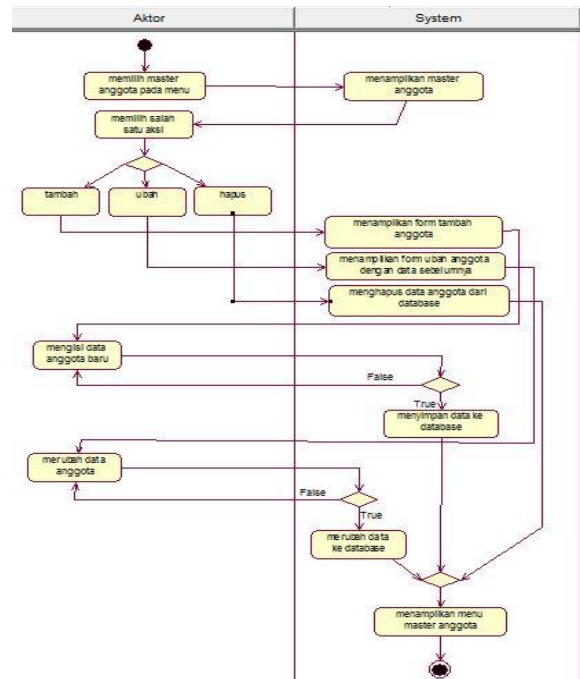 Aktor
System
memilih master
anggota pada menu
menampilkan master
anggota
memilih salah
satu aksi
tambah
ubah
hapus
menampilkan form tambah
anggota
menampilkan form ubah anggota
dengan data sebelumnya
menghapus data anggota dari
database
mengisi data
anggota baru
False
True
menyimpan data ke
database
merubah data
anggota
False
True
merubah data
ke database
menampilkan menu
master anggota